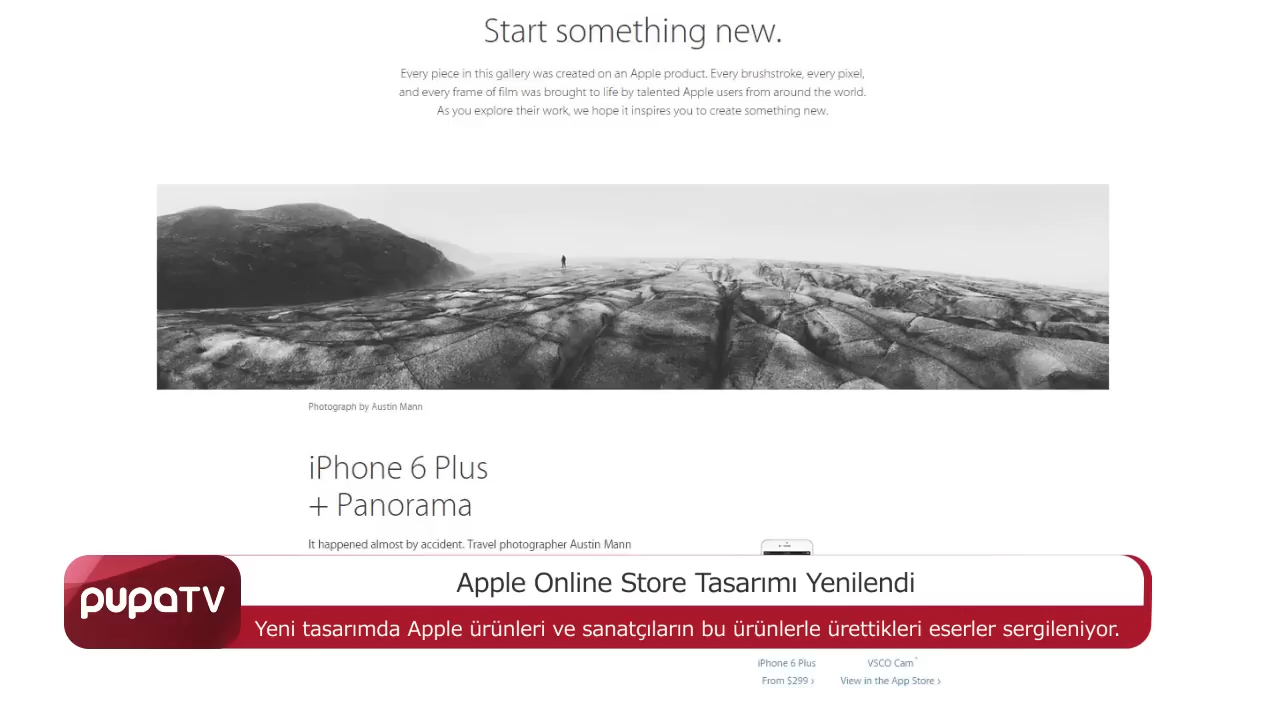 Start something new.
Every piece in this gallery was created on an Apple product. Every brushstroke, every pixel,
and every frame of film was brought to life by talented Apple users from around the world.
As you explore their work, we hope it inspires you to create something new.
Photograph by Austin Mann
iPhone 6 Plus
+ Panorama
It happened almost by accident. Travel photographer Austin Mann
pupaTV
Apple Online Store Tasarımı Yenilendi
Yeni tasarımda Apple ürünleri ve sanatçıların bu ürünlerle ürettikleri eserler sergileniyor.
iPhone 6 Plus
From $299 ›
VSCO Cam
View in the App Store ›